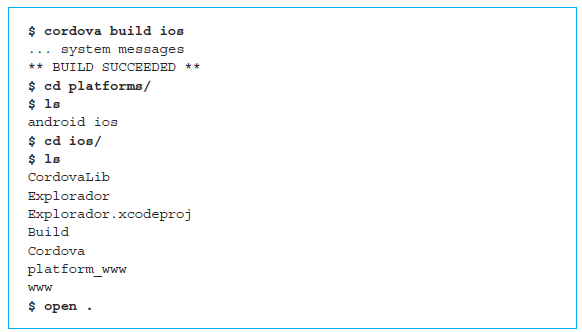 $ cordova build ios
... system messages
** BUILD SUCCEEDED **
$ cd platforms/
$ ls
android ios
$ cd ios/
$ ls
CordovaLib
Explorador
Explorador.xcodeproj
Build
Cordova
platform_www
www
$ open .